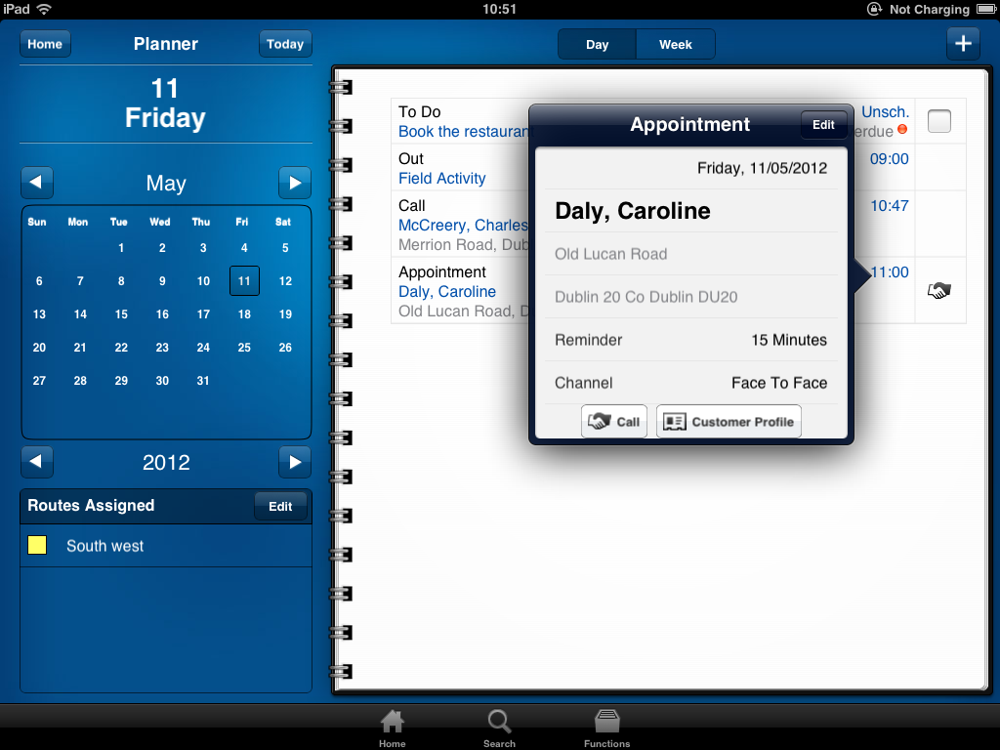 iPad 10:51 Not Charging
Home Planner Today
Day Week +
11
Friday
May
Sun Mon Tue Wed Thu Fri Sat
1 2 3 4 5
6 7 8 9 10 11 12
13 14 15 16 17 18 19
20 21 22 23 24 25 26
27 28 29 30 31
2012
Routes Assigned Edit
South west
To Do Unsch.
Book the restauran erdue
Out 09:00
Field Activity
Call 10:47
McCreery, Charles
Merrion Road, Dub
Appointment 11:00
Daly, Caroline
Old Lucan Road, D
Appointment Edit
Friday, 11/05/2012
Daly, Caroline
Old Lucan Road
Dublin 20 Co Dublin DU20
Reminder 15 Minutes
Channel Face To Face
Call Customer Profile
Home Search Functions